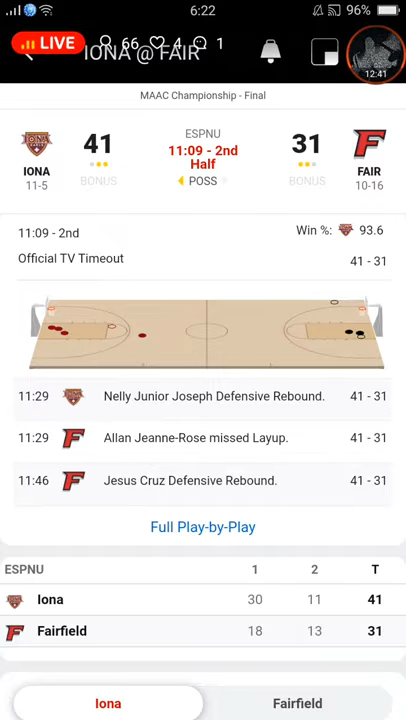 6:22
96%
LIVE 66 4 1
IONA @ FAIR
12:41
MAAC Championship - Final
IONA
11-5
41
BONUS
ESPNU
11:09 - 2nd
Half
POSS
31
BONUS
FAIR
10-16
11:09 - 2nd
Win %: 93.6
Official TV Timeout
41 - 31
11:29 Nelly Junior Joseph Defensive Rebound. 41 - 31
11:29 Allan Jeanne-Rose missed Layup. 41 - 31
11:46 Jesus Cruz Defensive Rebound. 41 - 31
Full Play-by-Play
ESPNU 1 2 T
Iona 30 11 41
Fairfield 18 13 31
Iona Fairfield